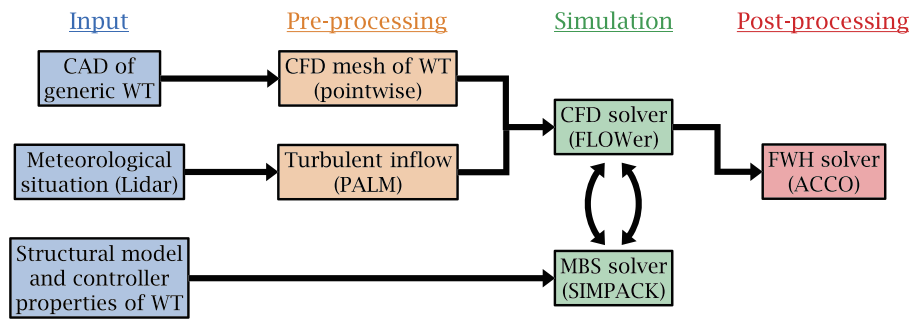 Input
Pre-processing
Simulation
Post-processing
CAD of
generic WT
CFD mesh of WT
(pointwise)
CFD solver
(FLOWer)
Meteorological
situation (Lidar)
Turbulent inflow
(PALM)
FWH solver
(ACCO)
Structural model
and controller
properties of WT
MBS solver
(SIMPACK)